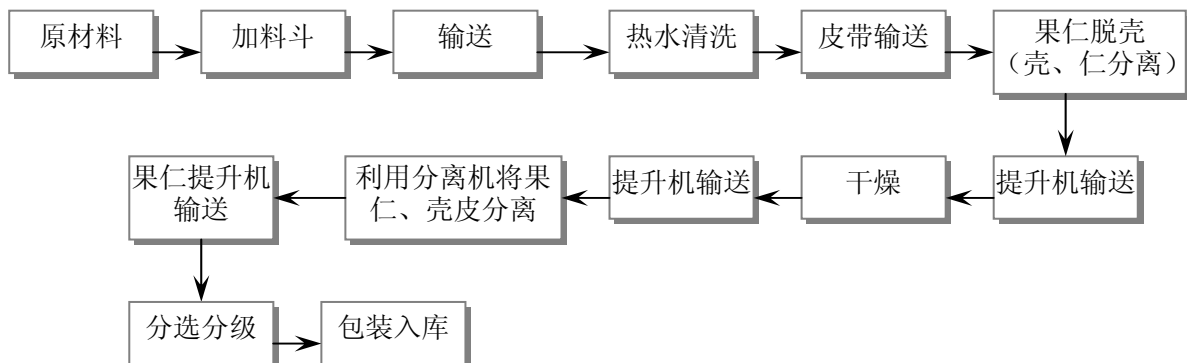 原材料
加料斗
输送
热水清洗
皮带输送
果仁脱壳
（壳、仁分离）
提升机输送
干燥
提升机输送
利用分离机将果
仁、壳皮分离
果仁提升机
输送
分选分级
包装入库